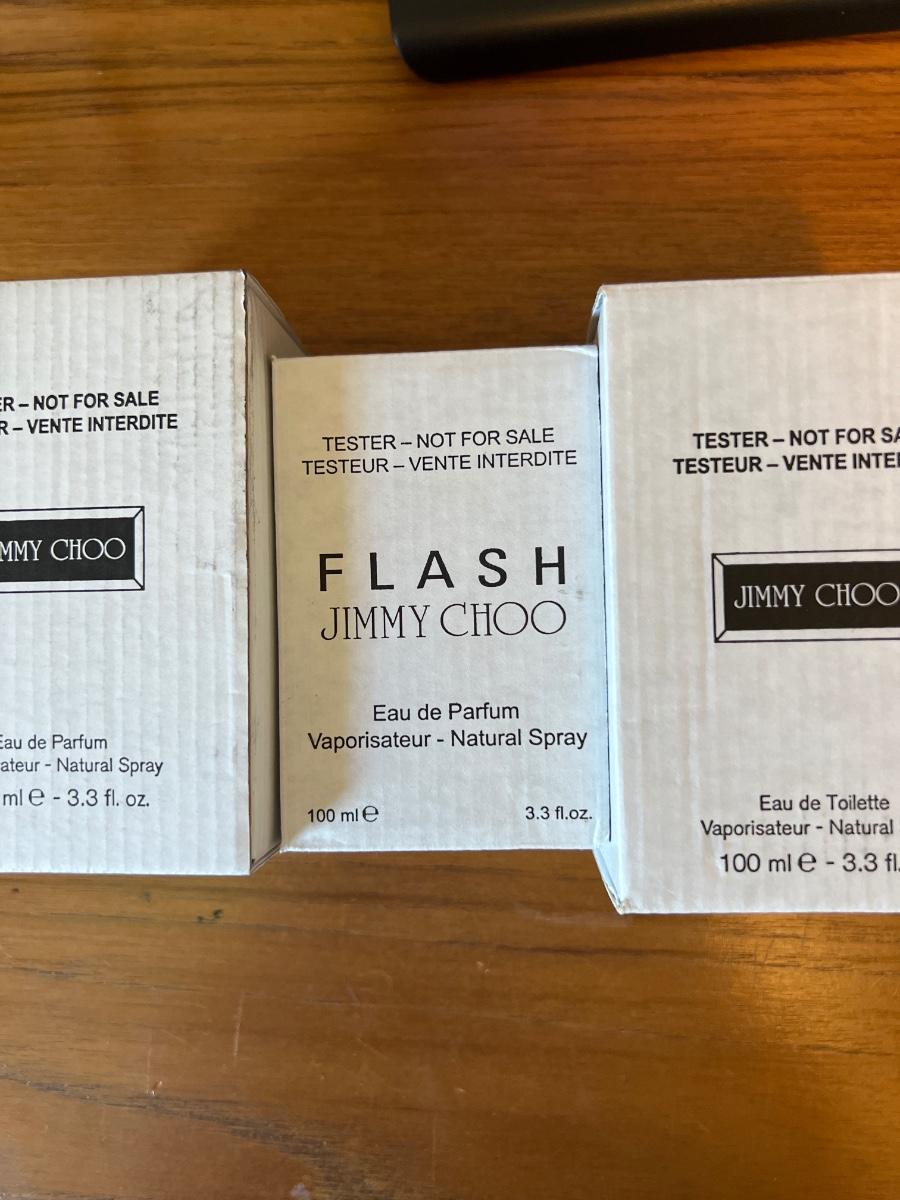 ER – NOT FOR SALE
R – VENTE INTERDITE
MMY CHOO
Eau de Parfum
ateur - Natural Spray
ml ℮ - 3.3 fl. oz.
TESTER – NOT FOR SALE
TESTEUR – VENTE INTERDITE
FLASH
JIMMY CHOO
Eau de Parfum
Vaporisateur - Natural Spray
100 ml ℮ 3.3 fl.oz.
TESTER – NOT FOR SA
TESTEUR – VENTE INTE
JIMMY CHOO
Eau de Toilette
Vaporisateur - Natural
100 ml ℮ - 3.3 fl.